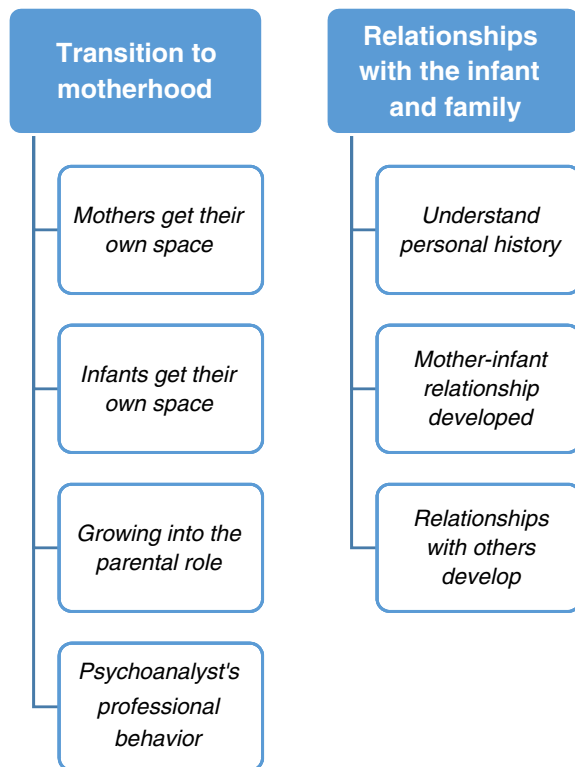 Transition to
motherhood
Mothers get their
own space
Infants get their
own space
Growing into the
parental role
Psychoanalyst's
professional
behavior
Relationships
with the infant
and family
Understand
personal history
Mother-infant
relationship
developed
Relationships
with others
develop